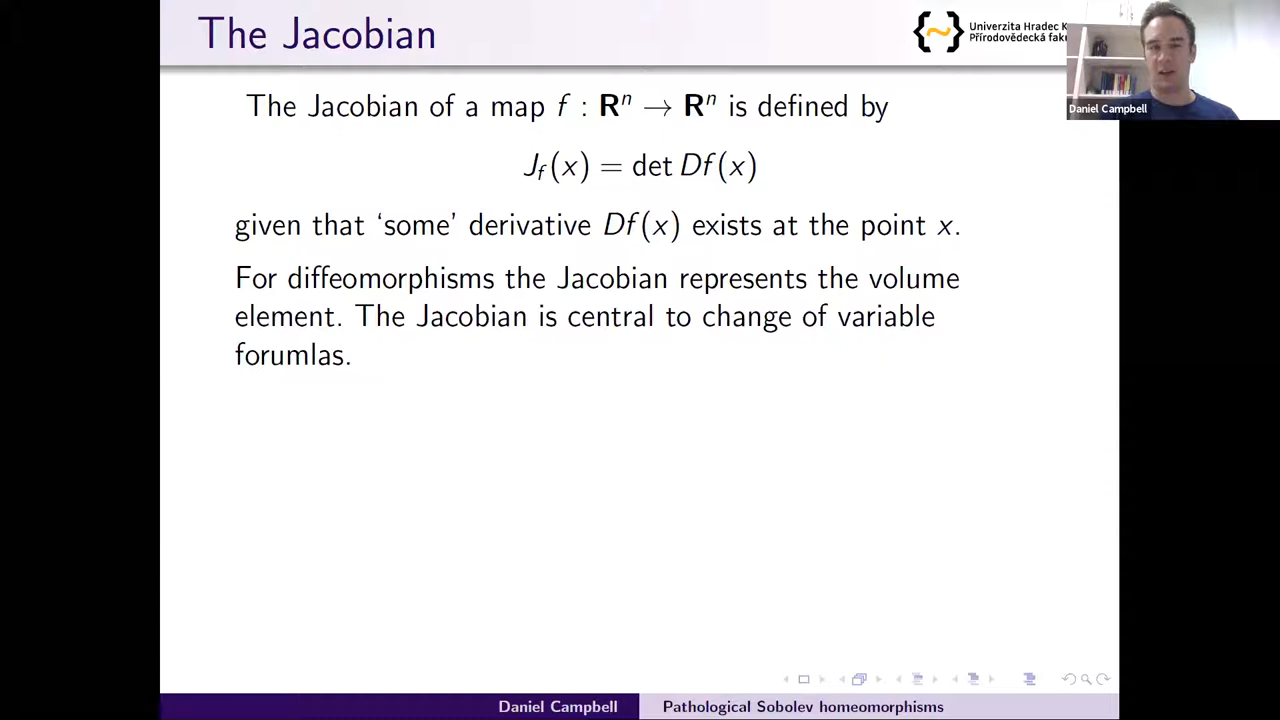 The Jacobian
Univerzita Hradec K
Přírodovědecká faku
Daniel Campbell
The Jacobian of a map f : Rⁿ → Rⁿ is defined by
J_f(x) = det Df(x)
given that ‘some’ derivative Df(x) exists at the point x.
For diffeomorphisms the Jacobian represents the volume
element. The Jacobian is central to change of variable
forumlas.
Daniel Campbell
Pathological Sobolev homeomorphisms